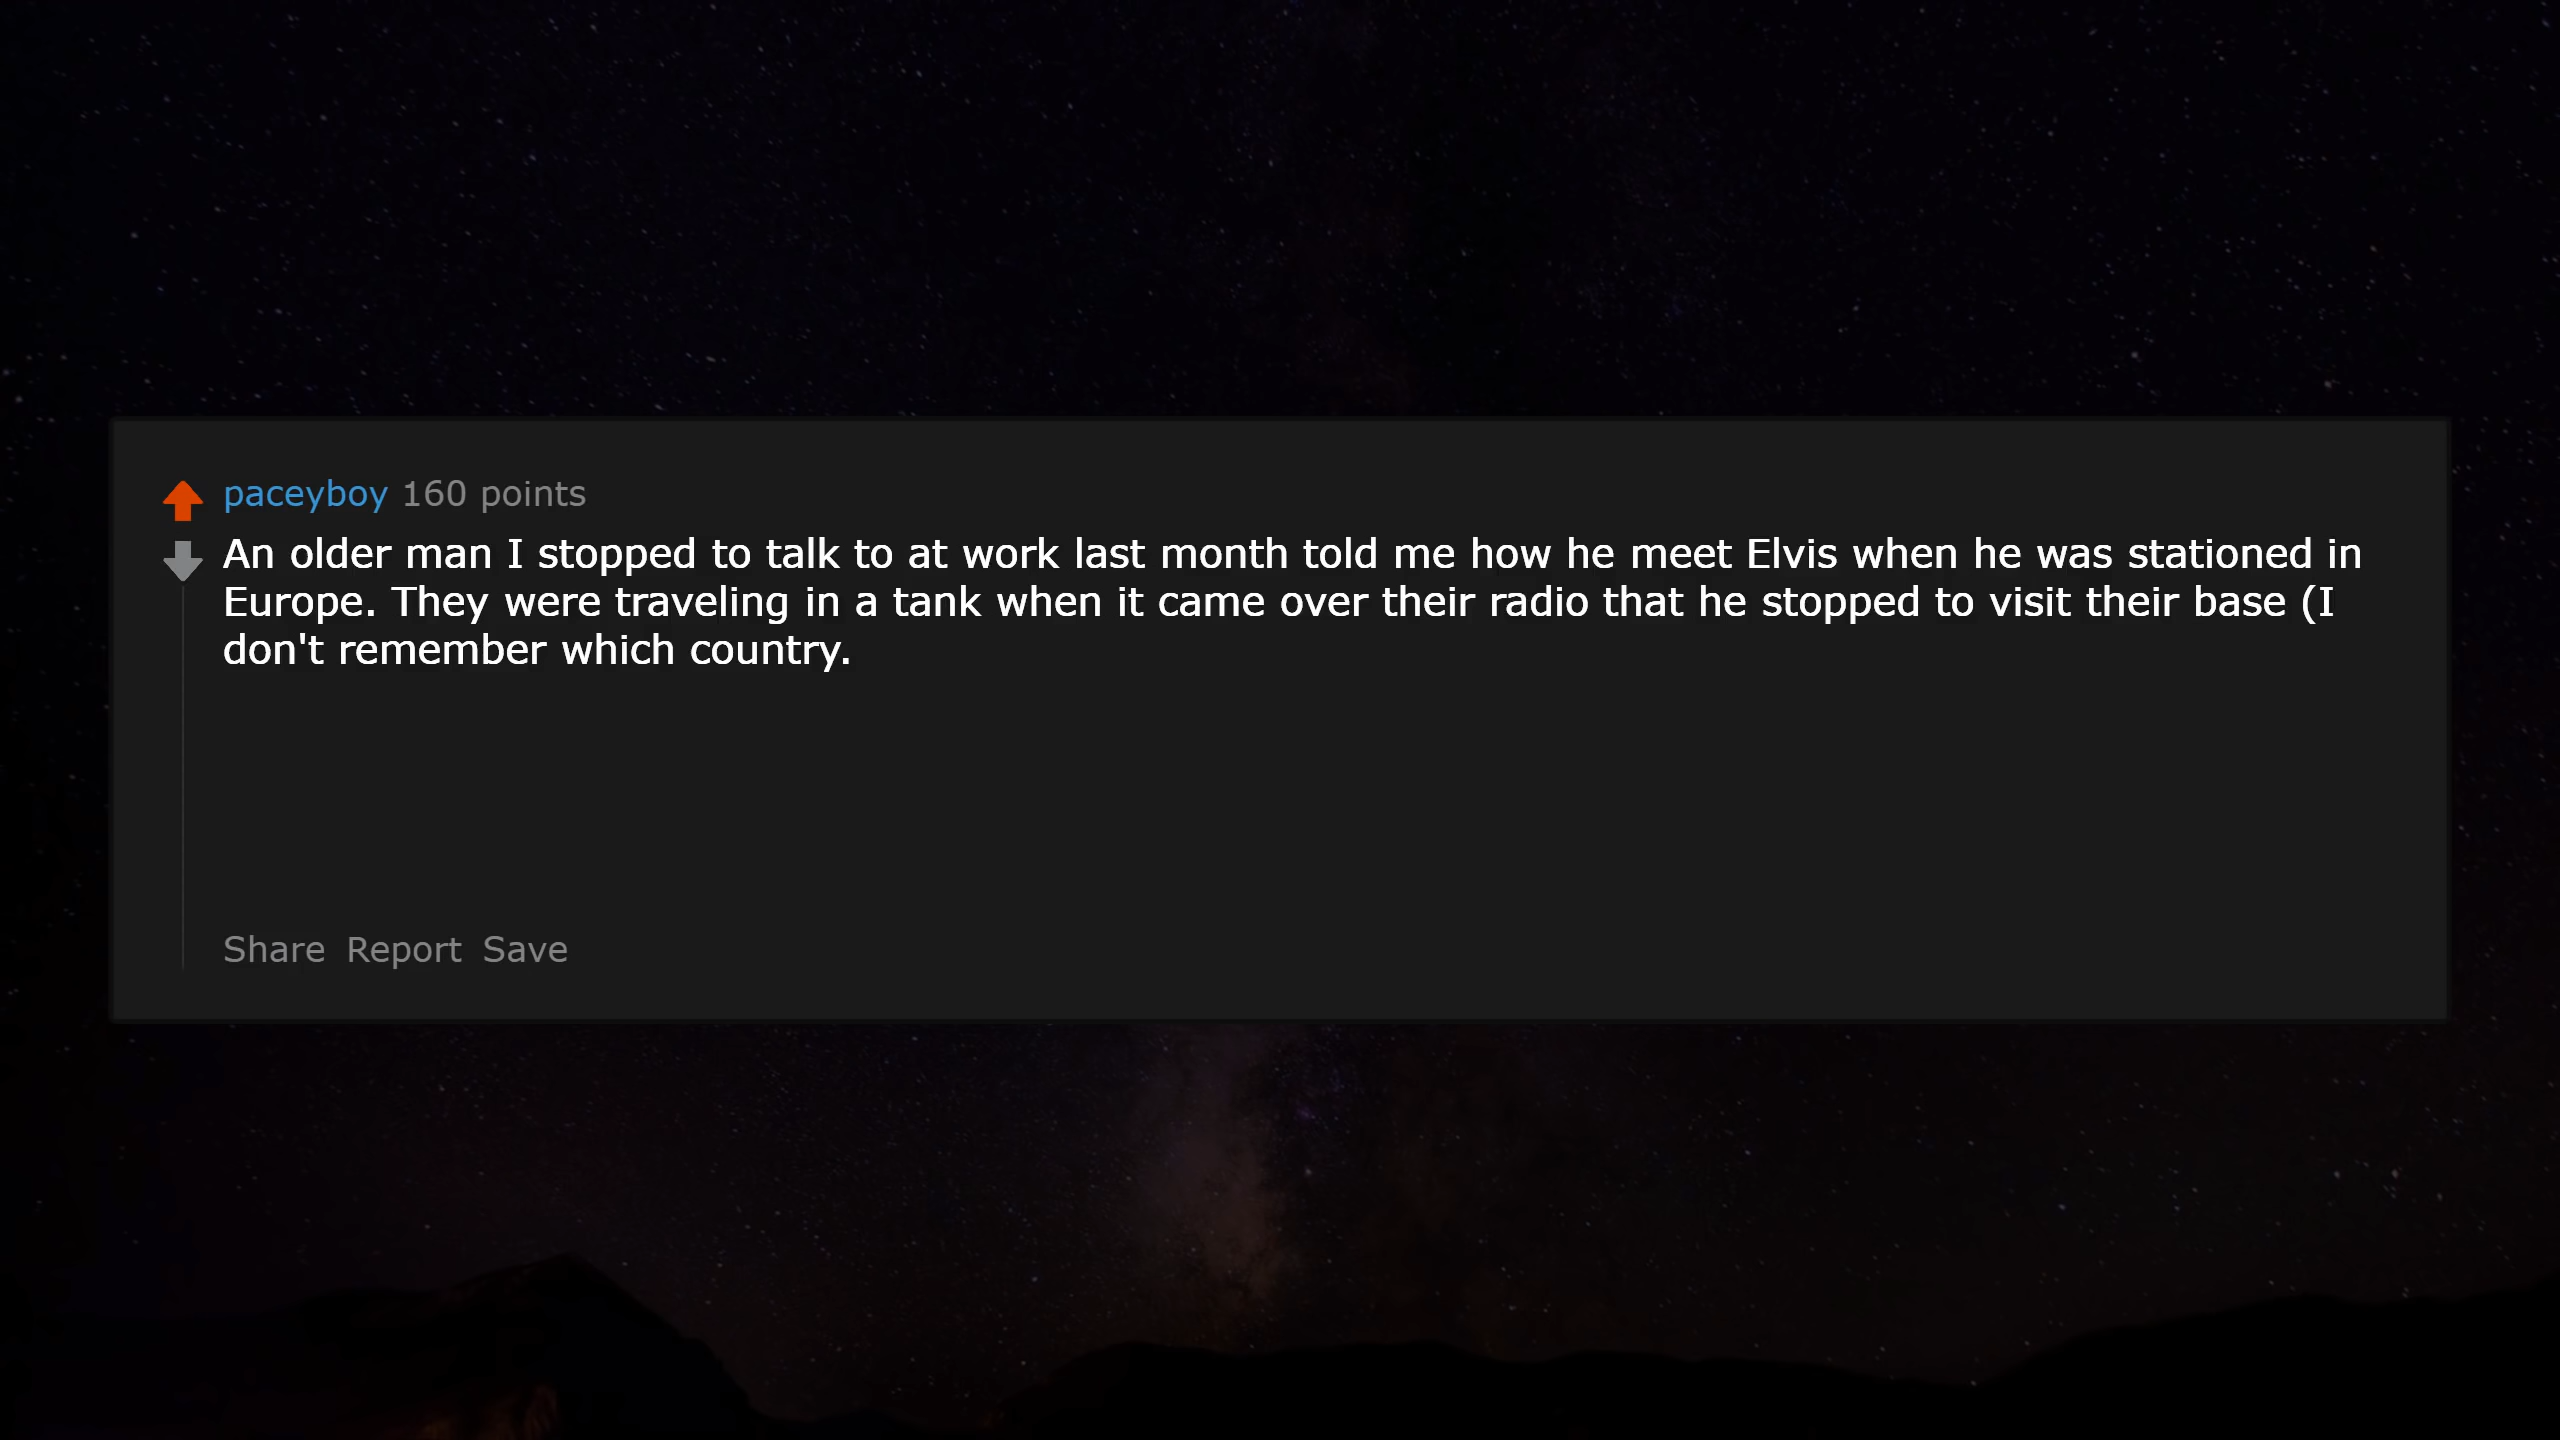 paceyboy 160 points
An older man I stopped to talk to at work last month told me how he meet Elvis when he was stationed in
Europe. They were traveling in a tank when it came over their radio that he stopped to visit their base (I
don't remember which country.
Share Report Save